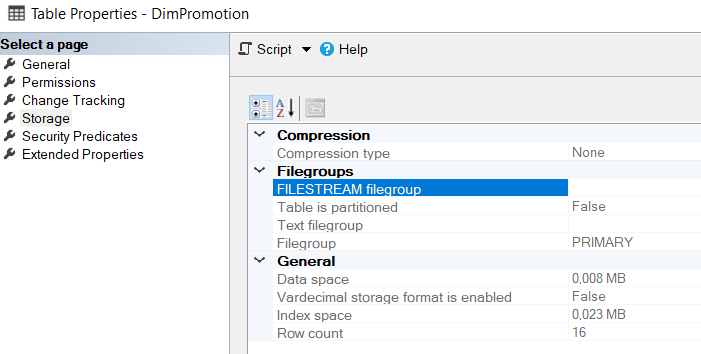 Table Properties - DimPromotion
Select a page
General
Permissions
Change Tracking
Storage
Security Predicates
Extended Properties
Script Help
Compression
Compression type None
Filegroups
FILESTREAM filegroup
Table is partitioned False
Text filegroup
Filegroup PRIMARY
General
Data space 0,008 MB
Vardecimal storage format is enabled False
Index space 0,023 MB
Row count 16